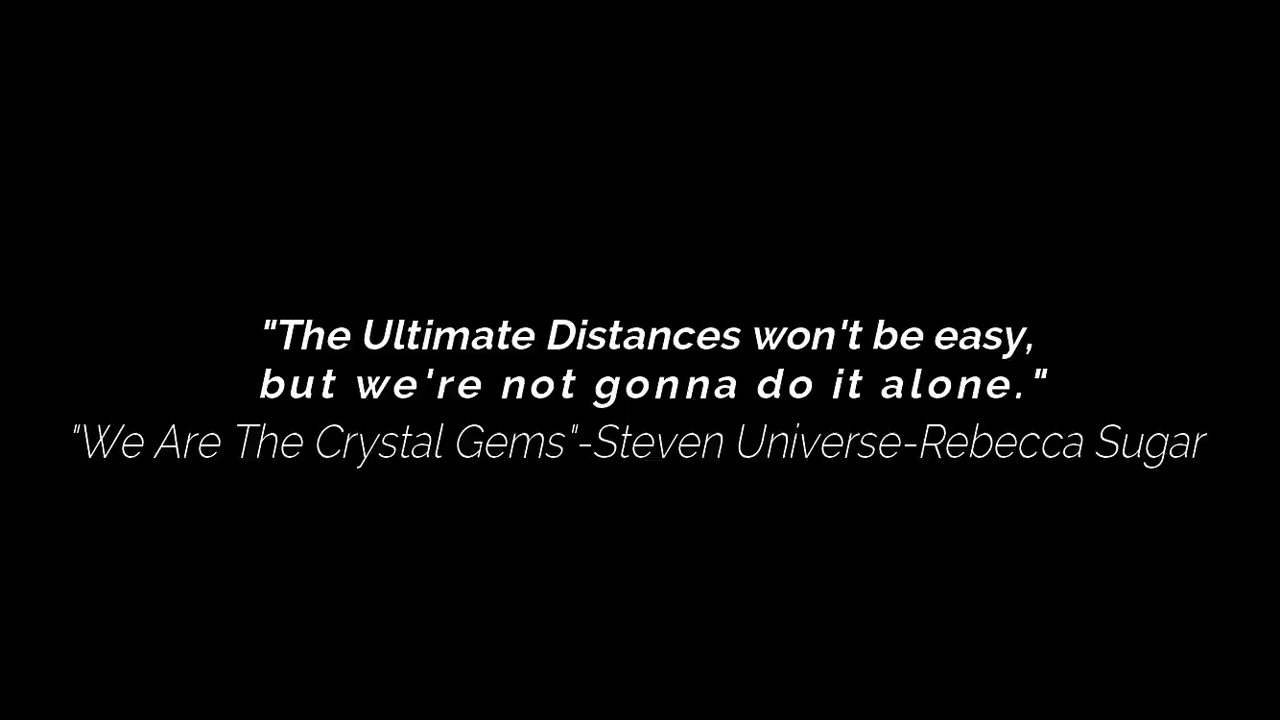 "The Ultimate Distances won't be easy,
but we're not gonna do it alone."
"We Are The Crystal Gems"-Steven Universe-Rebecca Sugar